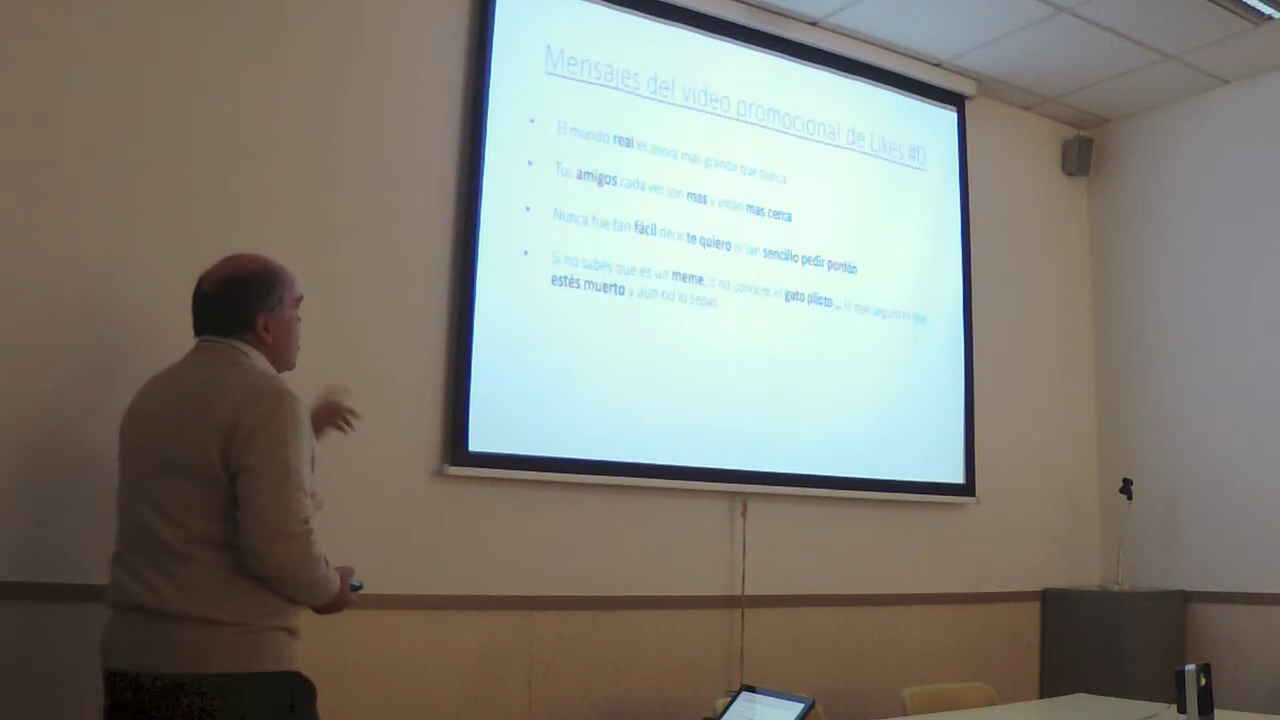 Mensajes del video promocional de Likes #0
El mundo real es ahora mas grande que nunca
Tus amigos cada vez son mas y estan mas cerca
Nunca fue tan fácil decir te quiero ni tan sencillo pedir perdón
Si no sabes que es un meme, o no conoces el gato piloto ... lo mas seguro es que
estés muerto y aun no lo sepas